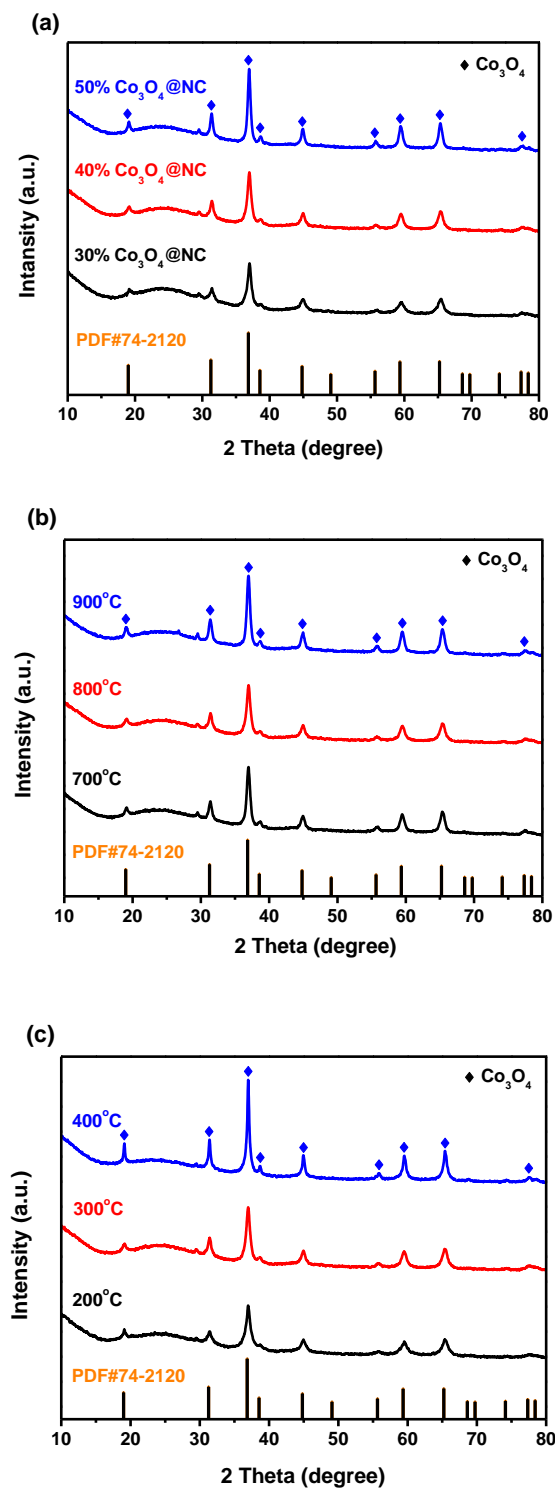 (a)
50% Co₃O₄@NC
◆ Co₃O₄
40% Co₃O₄@NC
30% Co₃O₄@NC
PDF#74-2120
Intansity (a.u.)
10 20 30 40 50 60 70 80
2 Theta (degree)
(b)
◆ Co₃O₄
900°C
800°C
700°C
PDF#74-2120
Intensity (a.u.)
10 20 30 40 50 60 70 80
2 Theta (degree)
(c)
◆ Co₃O₄
400°C
300°C
200°C
PDF#74-2120
Intensity (a.u.)
10 20 30 40 50 60 70 80
2 Theta (degree)